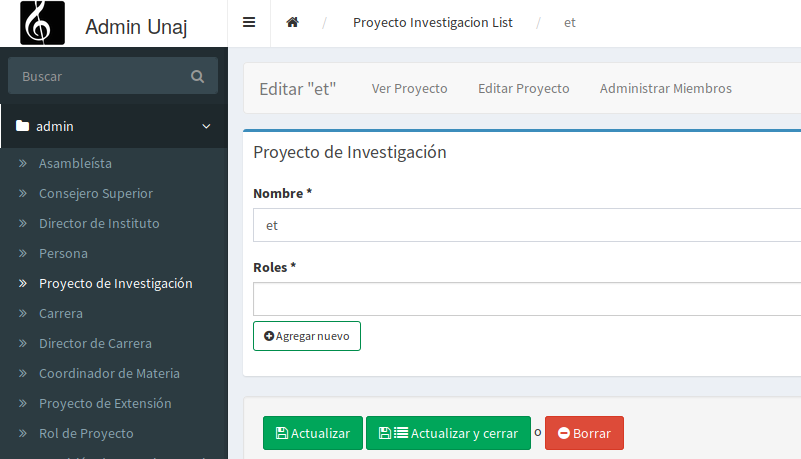 Admin Unaj
/ Proyecto Investigacion List / et
Buscar
admin
Asambleísta
Consejero Superior
Director de Instituto
Persona
Proyecto de Investigación
Carrera
Director de Carrera
Coordinador de Materia
Proyecto de Extensión
Rol de Proyecto
Editar "et" Ver Proyecto Editar Proyecto Administrar Miembros
Proyecto de Investigación
Nombre *
et
Roles *
Agregar nuevo
Actualizar Actualizar y cerrar o Borrar